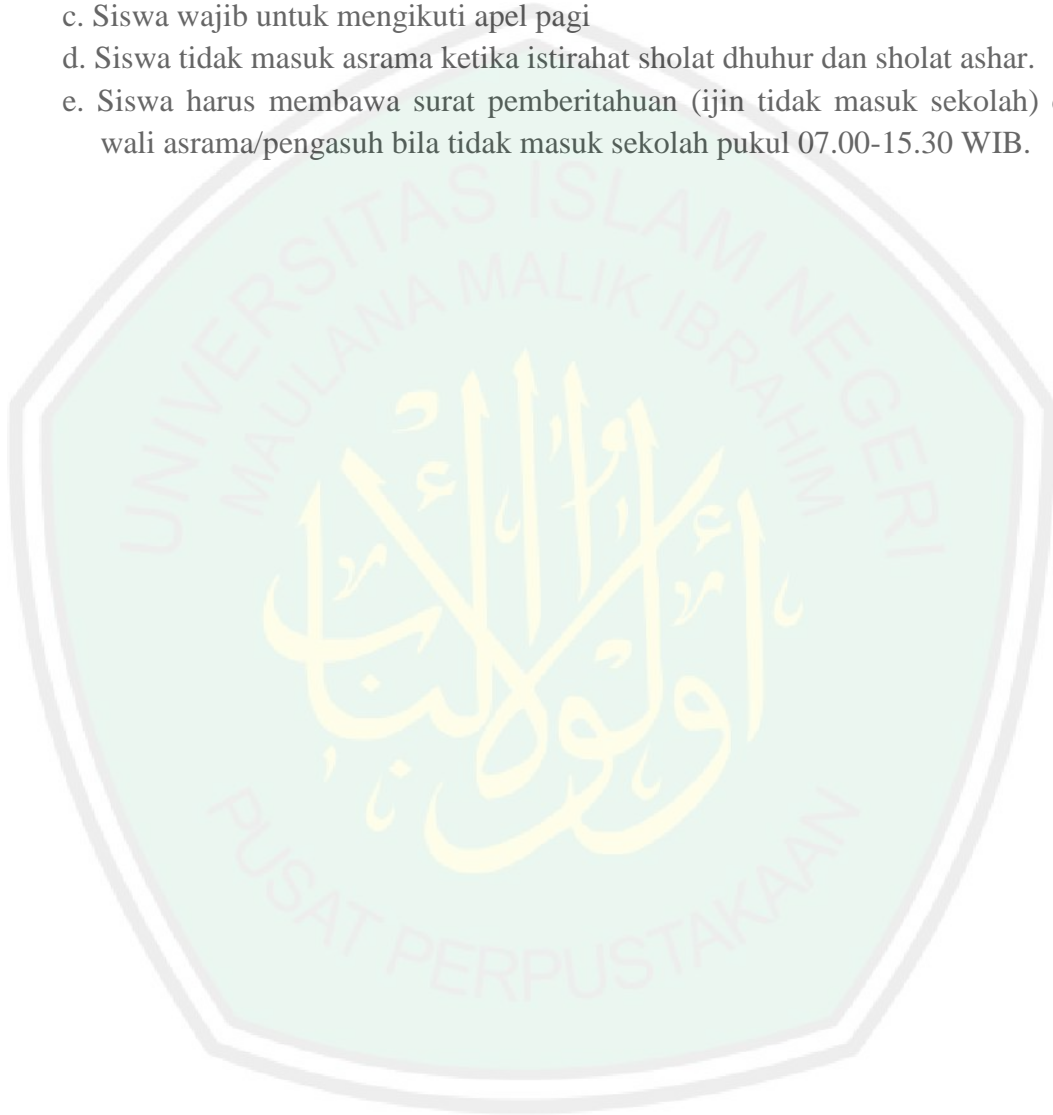 c. Siswa wajib untuk mengikuti apel pagi
d. Siswa tidak masuk asrama ketika istirahat sholat dhuhur dan sholat ashar.
e. Siswa harus membawa surat pemberitahuan (ijin tidak masuk sekolah)
wali asrama/pengasuh bila tidak masuk sekolah pukul 07.00-15.30 WIB.
UNIVERSITAS ISLAM NEGERI
MAULANA MALIK IBRAHIM
أولوا الألباب
PUSAT PERPUSTAKAAN